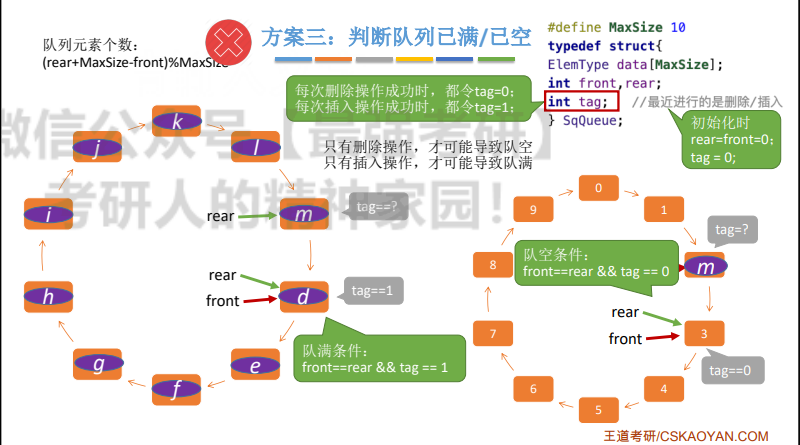 方案三：判断队列已满/已空
队列元素个数：
(rear+MaxSize-front)%MaxSize
#define MaxSize 10
typedef struct{
ElemType data[MaxSize];
int front,rear;
int tag; //最近进行的是删除/插入
} SqQueue;
每次删除操作成功时，都令tag=0;
每次插入操作成功时，都令tag=1;
初始化时
rear=front=0;
tag = 0;
只有删除操作，才可能导致队空
只有插入操作，才可能导致队满
微信公众号【最强考研】
考研人的精神家园！
k
j
l
i
rear
m
tag==?
h
rear
front
d
tag==1
g
f
e
队满条件：
front==rear && tag == 1
0
9
1
tag=?
8
队空条件：
front==rear && tag == 0
m
7
rear
front
3
tag==0
6
5
4
王道考研/CSKAOYAN.COM